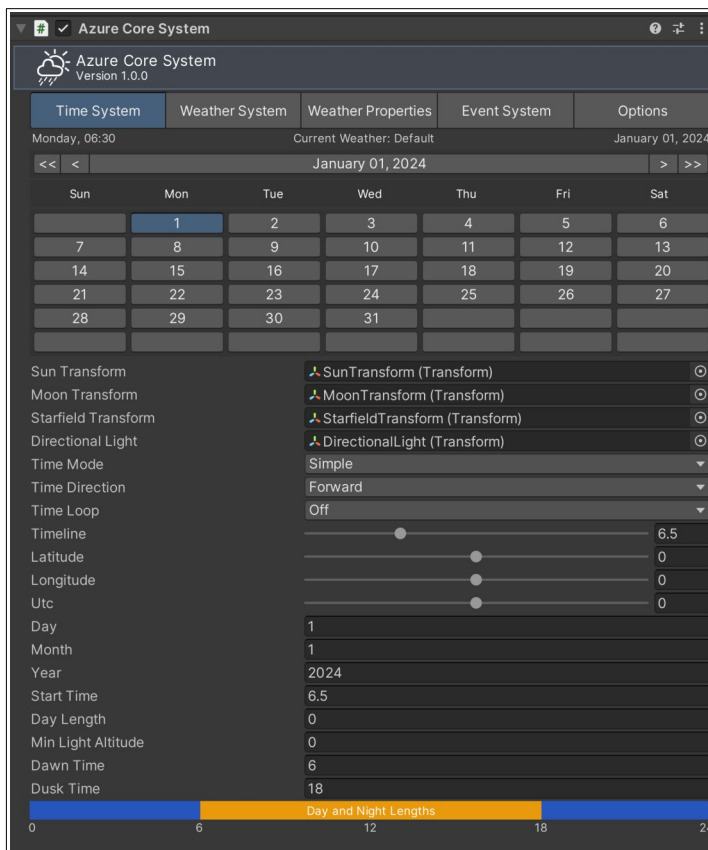 # Azure Core System
Azure Core System
Version 1.0.0
Time System Weather System Weather Properties Event System Options
Monday, 06:30 Current Weather: Default January 01, 2024
<< < January 01, 2024 > >>
Sun Mon Tue Wed Thu Fri Sat
1 2 3 4 5 6
7 8 9 10 11 12 13
14 15 16 17 18 19 20
21 22 23 24 25 26 27
28 29 30 31
Sun Transform SunTransform (Transform)
Moon Transform MoonTransform (Transform)
Starfield Transform StarfieldTransform (Transform)
Directional Light DirectionalLight (Transform)
Time Mode Simple
Time Direction Forward
Time Loop Off
Timeline 6.5
Latitude 0
Longitude 0
Utc 0
Day 1
Month 1
Year 2024
Start Time 6.5
Day Length 0
Min Light Altitude 0
Dawn Time 6
Dusk Time 18
Day and Night Lengths
0 6 12 18 24